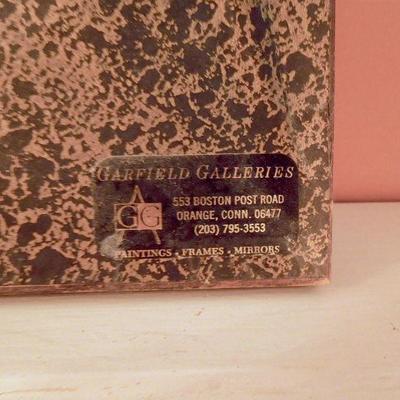 GARFIELD GALLERIES
553 BOSTON POST ROAD
ORANGE, CONN. 06477
GG
(203) 795-3553
PAINTINGS • FRAMES • MIRRORS